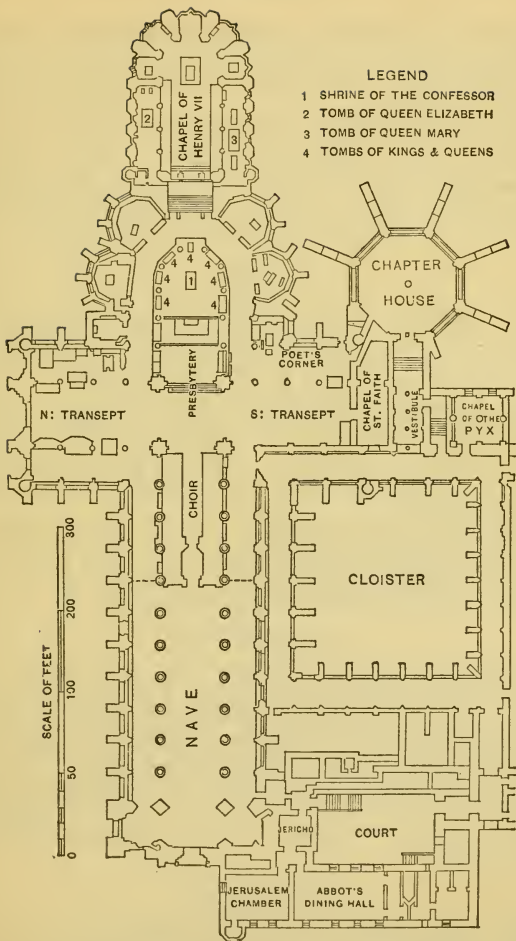 LEGEND
1 SHRINE OF THE CONFESSOR
2 TOMB OF QUEEN ELIZABETH
3 TOMB OF QUEEN MARY
4 TOMBS OF KINGS & QUEENS
CHAPEL OF
HENRY VII
2
3
4 4
4 4
1
4 4
CHAPTER
HOUSE
PRESBYTERY
POET'S
CORNER
N: TRANSEPT
S: TRANSEPT
CHAPEL OF
ST. FAITH
VESTIBULE
CHAPEL
OF THE
PYX
CHOIR
CLOISTER
SCALE OF FEET
300
200
100
50
0
NAVE
JERICHO
COURT
JERUSALEM
CHAMBER
ABBOT'S
DINING HALL